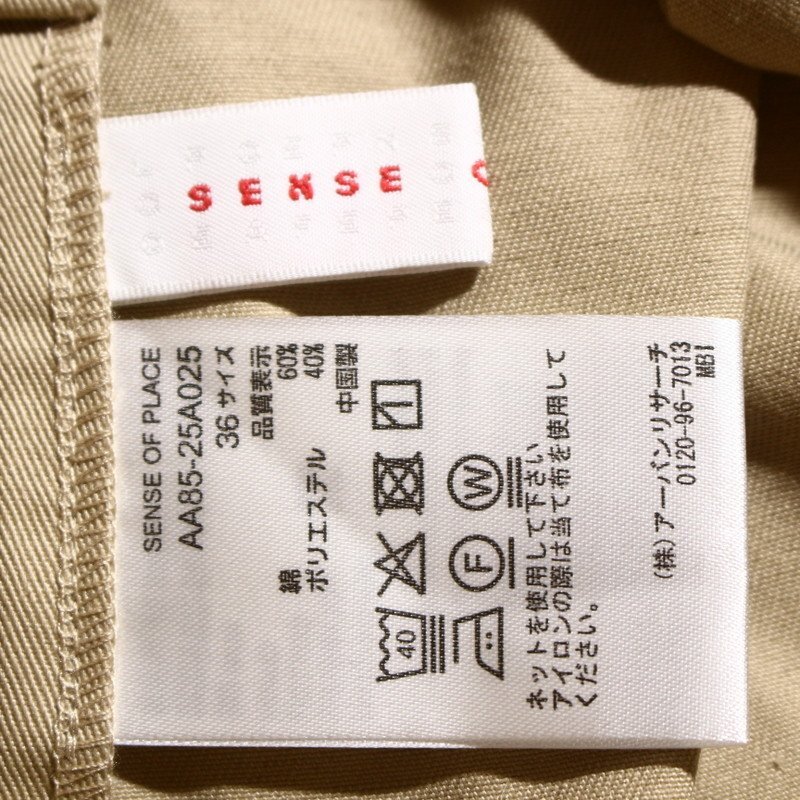 SENSE
SENSE OF PLACE
AA85-25A025
36サイズ
品質表示
綿 60%
ポリエステル 40%
中国製
40
F
W
ネットを使用して下さい
アイロンの際は当て布を使用して
ください。
(株)アーバンリサーチ
0120-96-7013
MB1